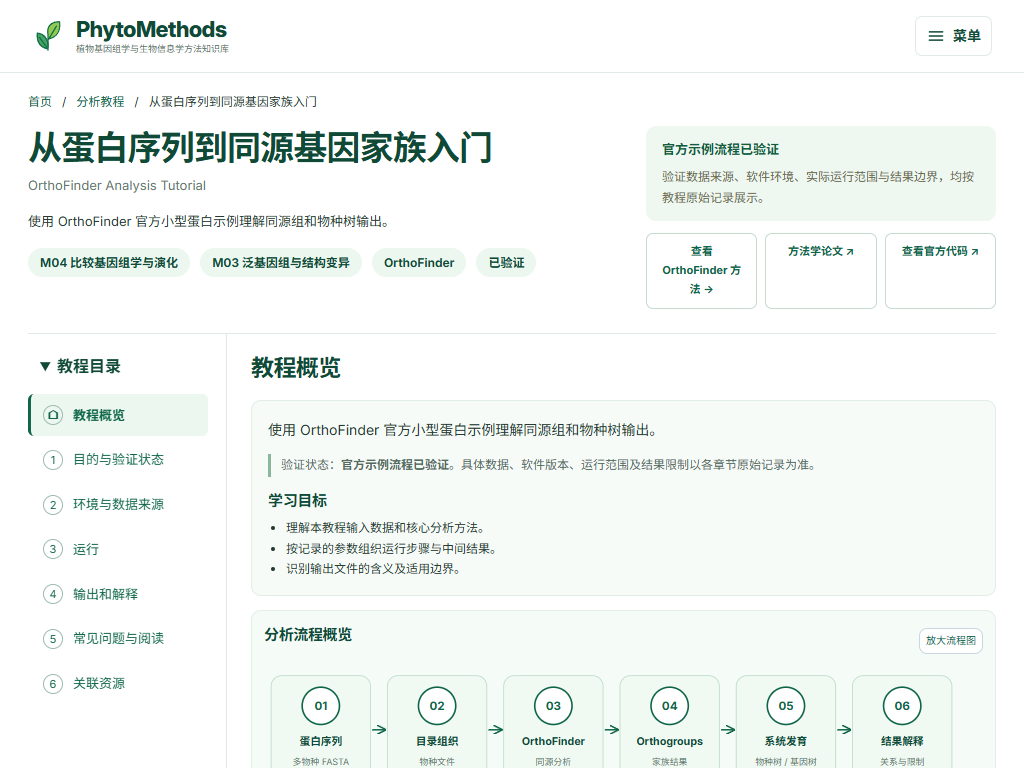 PhytoMethods
植物基因组学与生物信息学方法知识库
菜单
首页 / 分析教程 / 从蛋白序列到同源基因家族入门
从蛋白序列到同源基因家族入门
OrthoFinder Analysis Tutorial
使用 OrthoFinder 官方小型蛋白示例理解同源组和物种树输出。
M04 比较基因组学与演化 M03 泛基因组与结构变异 OrthoFinder 已验证
官方示例流程已验证
验证数据来源、软件环境、实际运行范围与结果边界，均按
教程原始记录展示。
查看
OrthoFinder 方
法 →
方法学论文 ↗
查看官方代码 ↗
▼ 教程目录
教程概览
1 目的与验证状态
2 环境与数据来源
3 运行
4 输出和解释
5 常见问题与阅读
6 关联资源
教程概览
使用 OrthoFinder 官方小型蛋白示例理解同源组和物种树输出。
验证状态：官方示例流程已验证。具体数据、软件版本、运行范围及结果限制以各章节原始记录为准。
学习目标
• 理解本教程输入数据和核心分析方法。
• 按记录的参数组织运行步骤与中间结果。
• 识别输出文件的含义及适用边界。
分析流程概览
放大流程图
01
蛋白序列
多物种 FASTA
02
目录组织
物种文件
03
OrthoFinder
同源分析
04
Orthogroups
家族结果
05
系统发育
物种树 / 基因树
06
结果解释
关系与限制